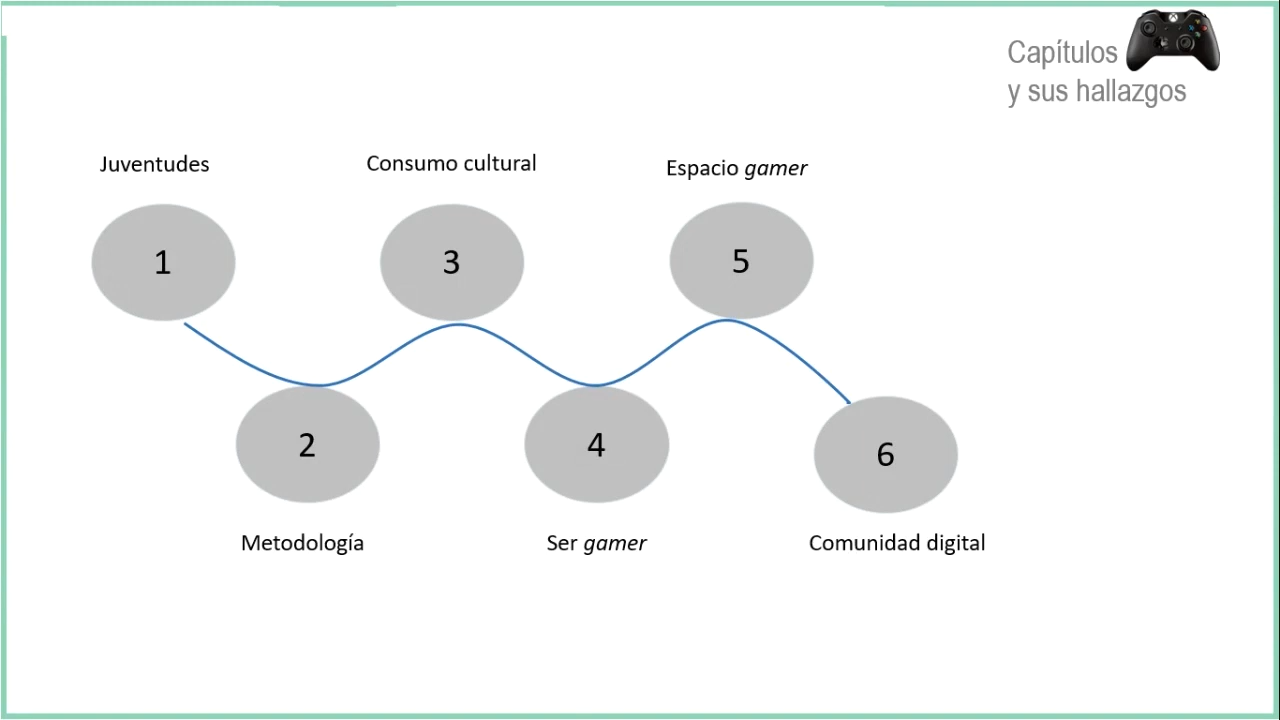 Capítulos
y sus hallazgos
Juventudes
Consumo cultural
Espacio gamer
1
3
5
2
4
6
Metodología
Ser gamer
Comunidad digital